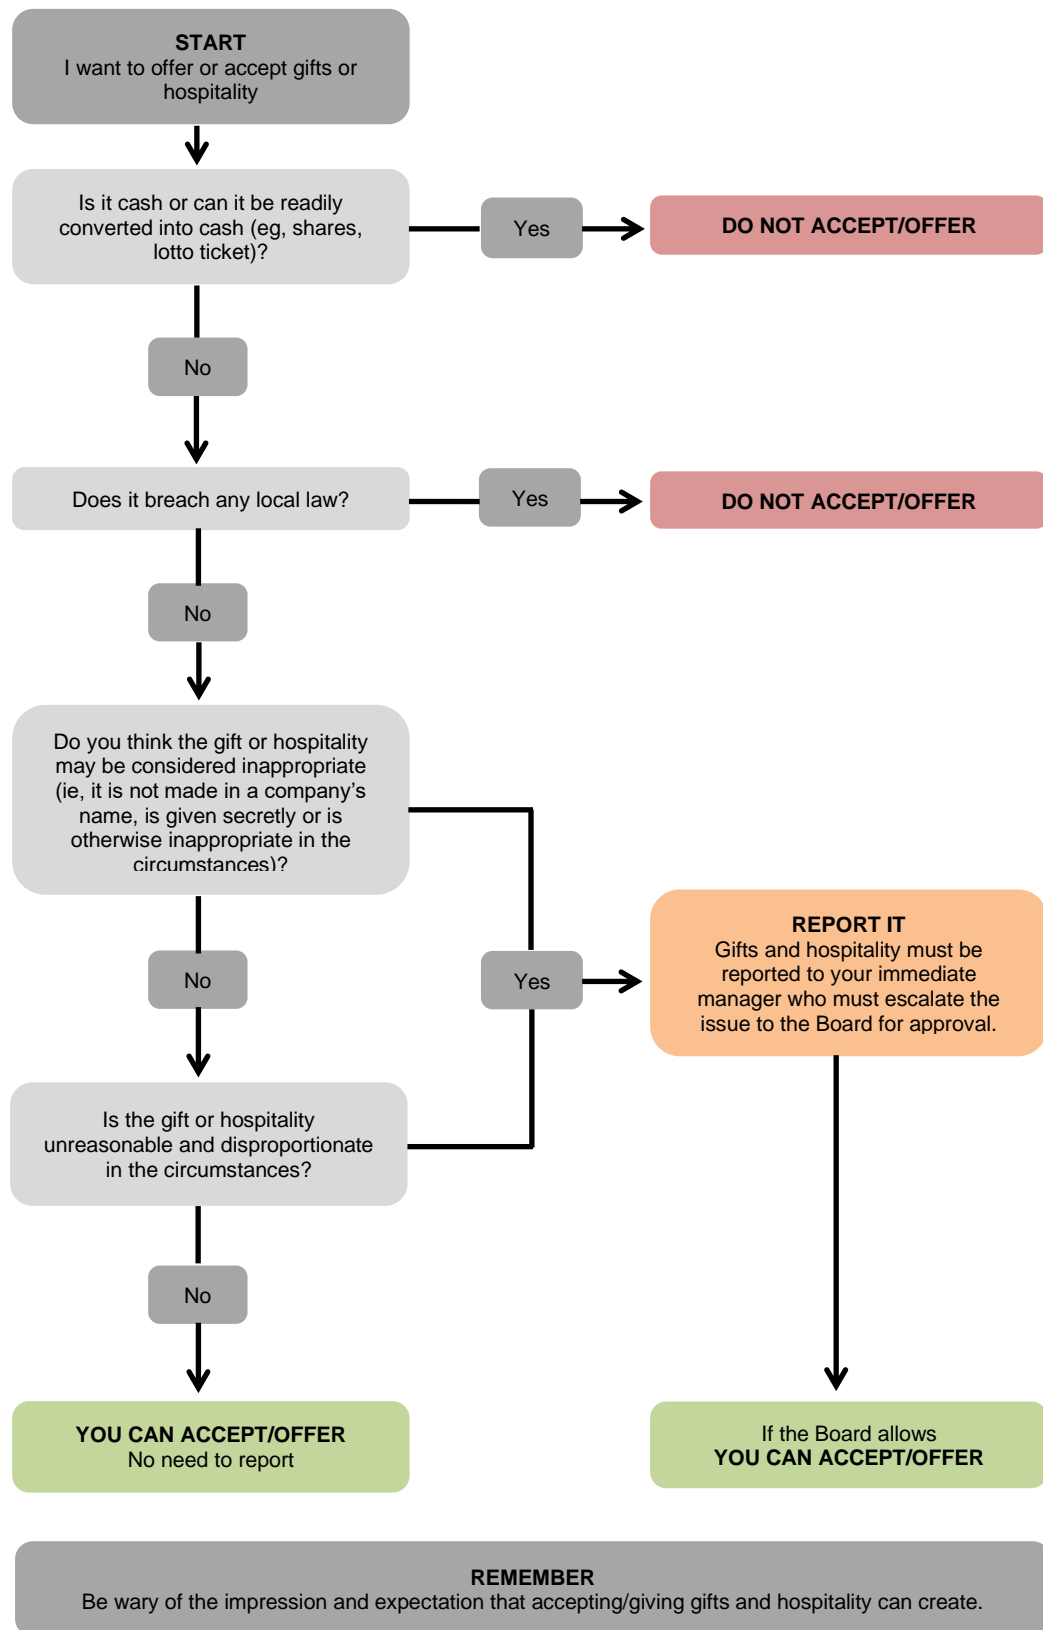 START
I want to offer or accept gifts or
hospitality
Is it cash or can it be readily
converted into cash (eg, shares,
lotto ticket)?
Yes
DO NOT ACCEPT/OFFER
No
Does it breach any local law?
Yes
DO NOT ACCEPT/OFFER
No
Do you think the gift or hospitality
may be considered inappropriate
(ie, it is not made in a company’s
name, is given secretly or is
otherwise inappropriate in the
circumstances)?
No
Yes
REPORT IT
Gifts and hospitality must be
reported to your immediate
manager who must escalate the
issue to the Board for approval.
Is the gift or hospitality
unreasonable and disproportionate
in the circumstances?
No
YOU CAN ACCEPT/OFFER
No need to report
If the Board allows
YOU CAN ACCEPT/OFFER
REMEMBER
Be wary of the impression and expectation that accepting/giving gifts and hospitality can create.